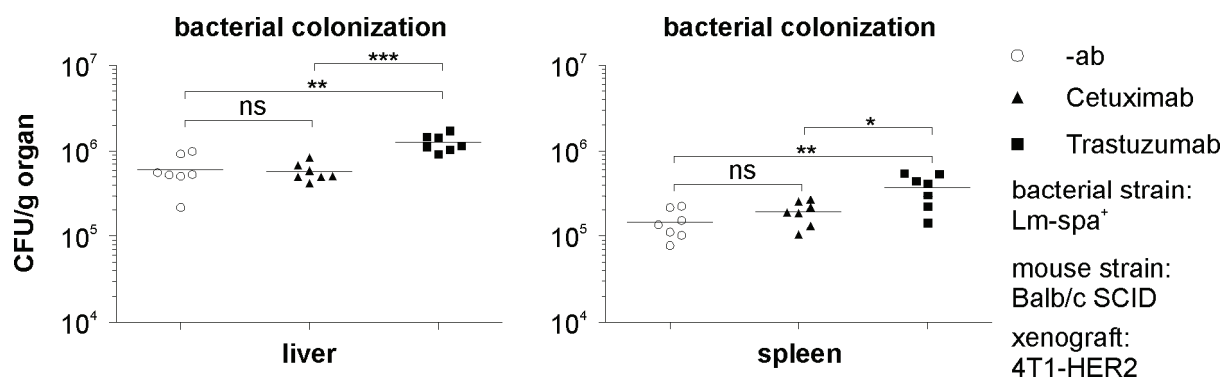 bacterial colonization
CFU/g organ
10⁷
10⁶
10⁵
10⁴
***
**
ns
liver
bacterial colonization
10⁷
10⁶
10⁵
10⁴
*
**
ns
spleen
-ab
Cetuximab
Trastuzumab
bacterial strain:
Lm-spa⁺
mouse strain:
Balb/c SCID
xenograft:
4T1-HER2